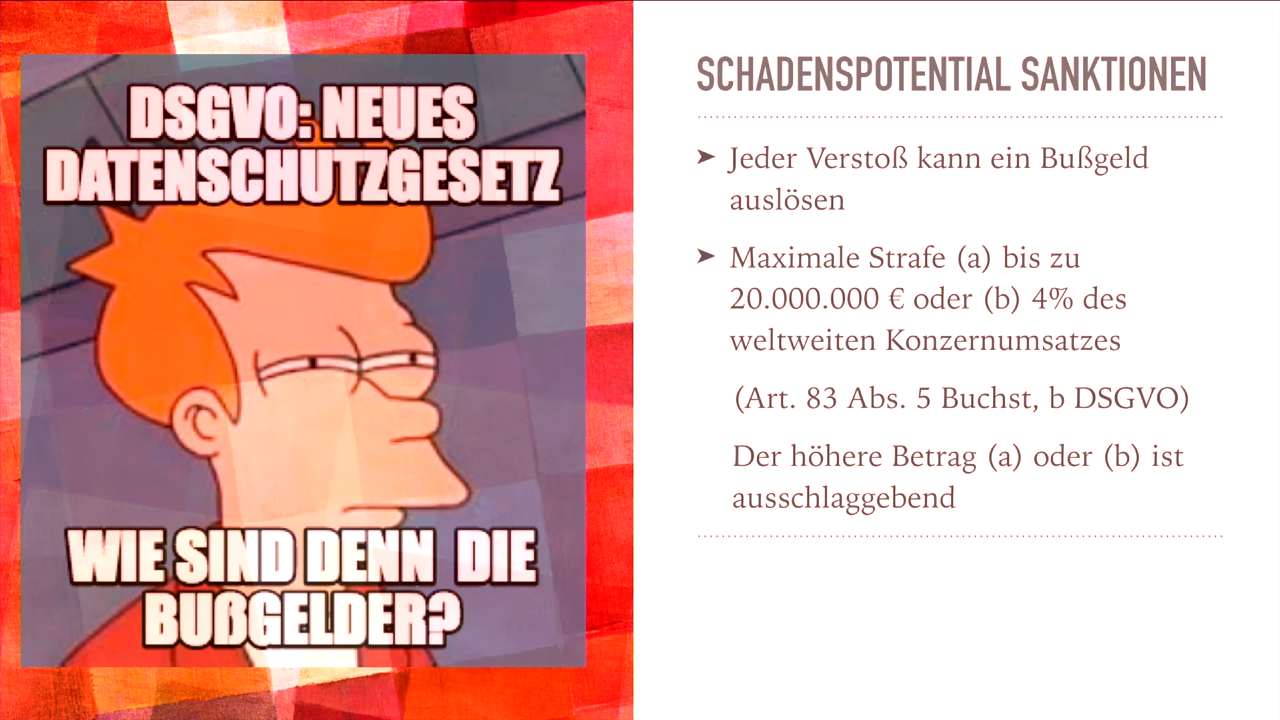 DSGVO: NEUES
DATENSCHUTZGESETZ
WIE SIND DENN DIE
BUßGELDER?
SCHADENSPOTENTIAL SANKTIONEN
➤ Jeder Verstoß kann ein Bußgeld
auslösen
➤ Maximale Strafe (a) bis zu
20.000.000 € oder (b) 4% des
weltweiten Konzernumsatzes
(Art. 83 Abs. 5 Buchst, b DSGVO)
Der höhere Betrag (a) oder (b) ist
ausschlaggebend